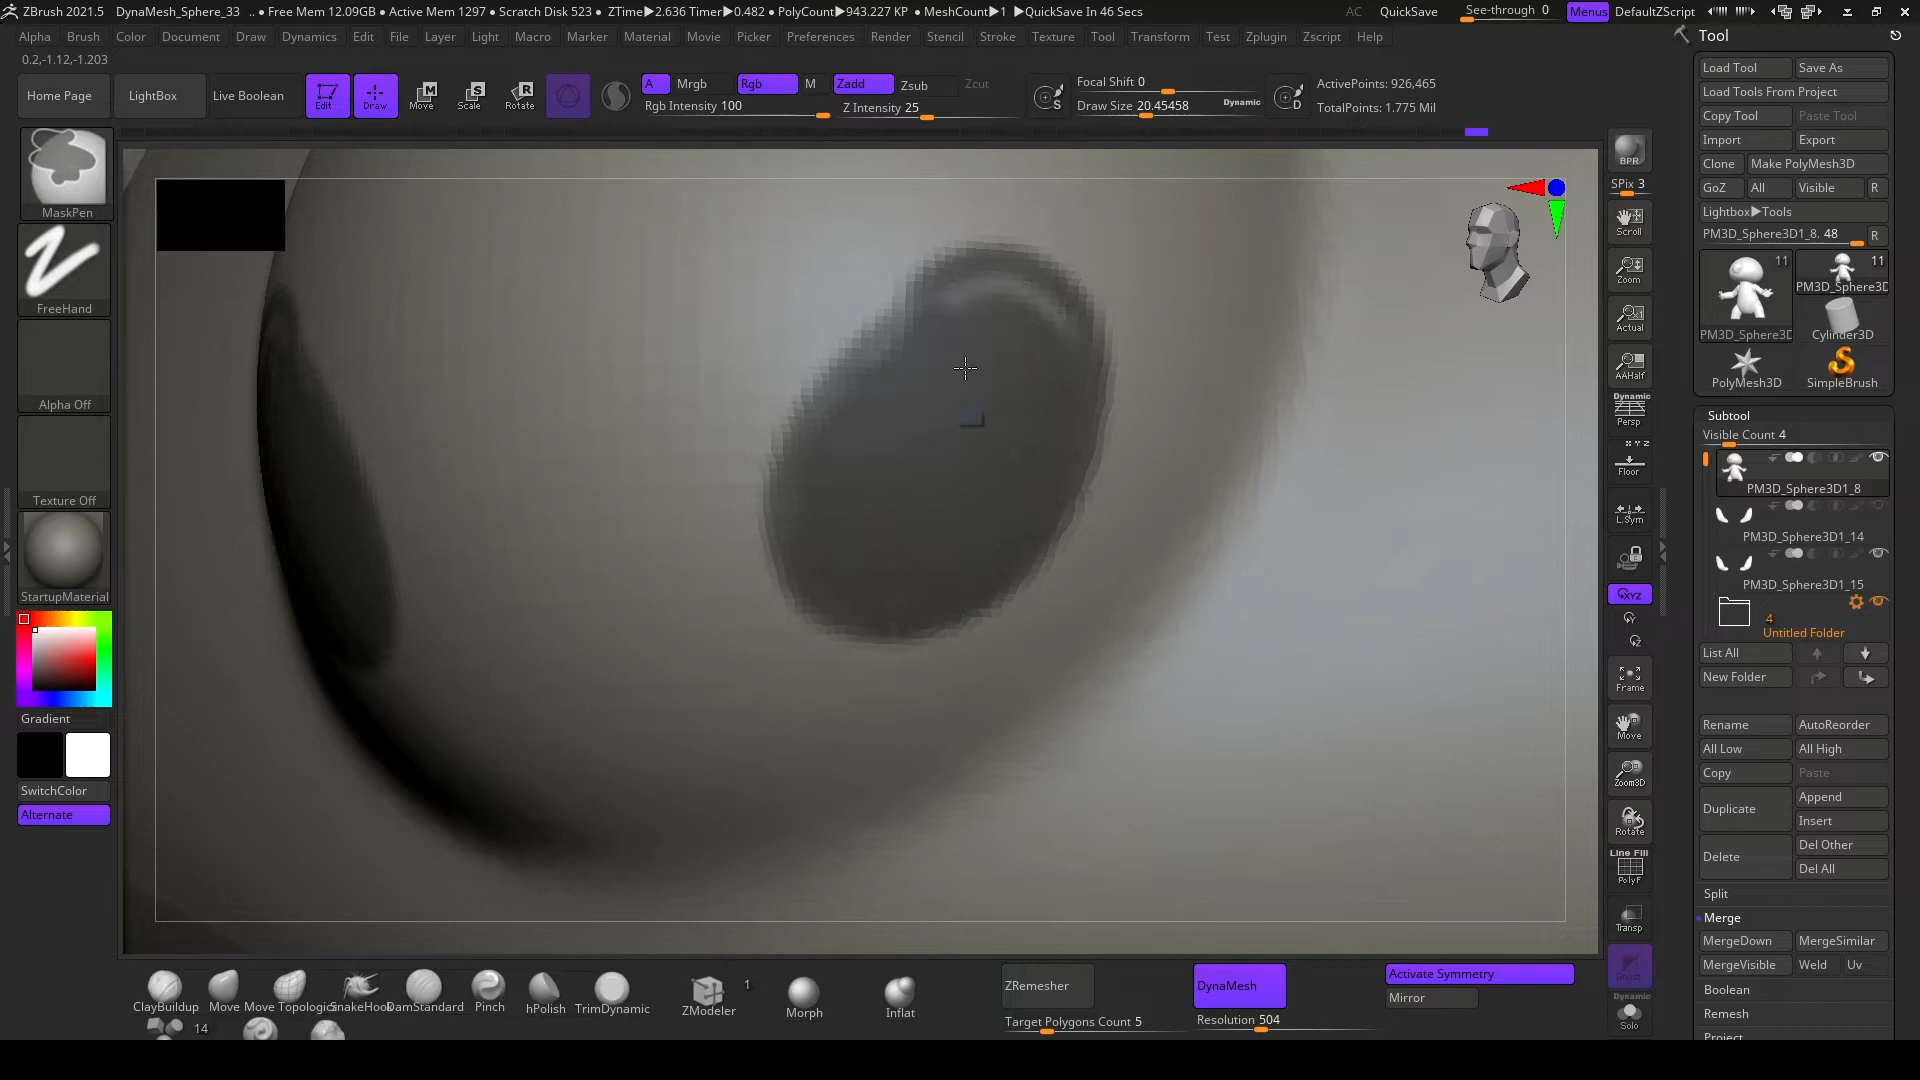 ZBrush 2021.5 DynaMesh_Sphere_33 .. ● Free Mem 12.09GB ● Active Mem 1297 ● Scratch Disk 523 ● ZTime▶2.636 Timer▶0.482 ● PolyCount▶943.227 KP ● MeshCount▶1 ▶QuickSave In 46 Secs AC QuickSave See-through 0 Menus DefaultZScript
Alpha Brush Color Document Draw Dynamics Edit File Layer Light Macro Marker Material Movie Picker Preferences Render Stencil Stroke Texture Tool Transform Test Zplugin Zscript Help
0.2,-1.12,-1.203
Home Page LightBox Live Boolean Edit Draw Move Scale Rotate
A Mrgb Rgb M Zadd Zsub Zcut
Rgb Intensity 100 Z Intensity 25
S Focal Shift 0
Draw Size 20.45458 Dynamic D
ActivePoints: 926,465
TotalPoints: 1.775 Mil
MaskPen
FreeHand
Alpha Off
Texture Off
StartupMaterial
Gradient
SwitchColor
Alternate
BPR
SPix 3
Scroll
Zoom
Actual
AAHalf
Dynamic
Persp
X Y Z
Floor
L.Sym
XYZ
Y
Z
Frame
Move
Zoom3D
Rotate
Line Fill
PolyF
Transp
Dynamic
Solo
Tool
Load Tool Save As
Load Tools From Project
Copy Tool Paste Tool
Import Export
Clone Make PolyMesh3D
GoZ All Visible R
Lightbox▶Tools
PM3D_Sphere3D1_8. 48 R
11 11
PM3D_Sphere3D PM3D_Sphere3D
Cylinder3D
PolyMesh3D SimpleBrush
Subtool
Visible Count 4
PM3D_Sphere3D1_8
PM3D_Sphere3D1_14
PM3D_Sphere3D1_15
4
Untitled Folder
List All
New Folder
Rename AutoReorder
All Low All High
Copy Paste
Duplicate Append
Insert
Delete Del Other
Del All
Split
Merge
MergeDown MergeSimilar
MergeVisible Weld Uv
Boolean
Remesh
Project
ClayBuildup Move Move Topologic SnakeHook DamStandard Pinch hPolish TrimDynamic ZModeler 1 Morph Inflat
14
ZRemesher
Target Polygons Count 5
DynaMesh
Resolution 504
Activate Symmetry
Mirror